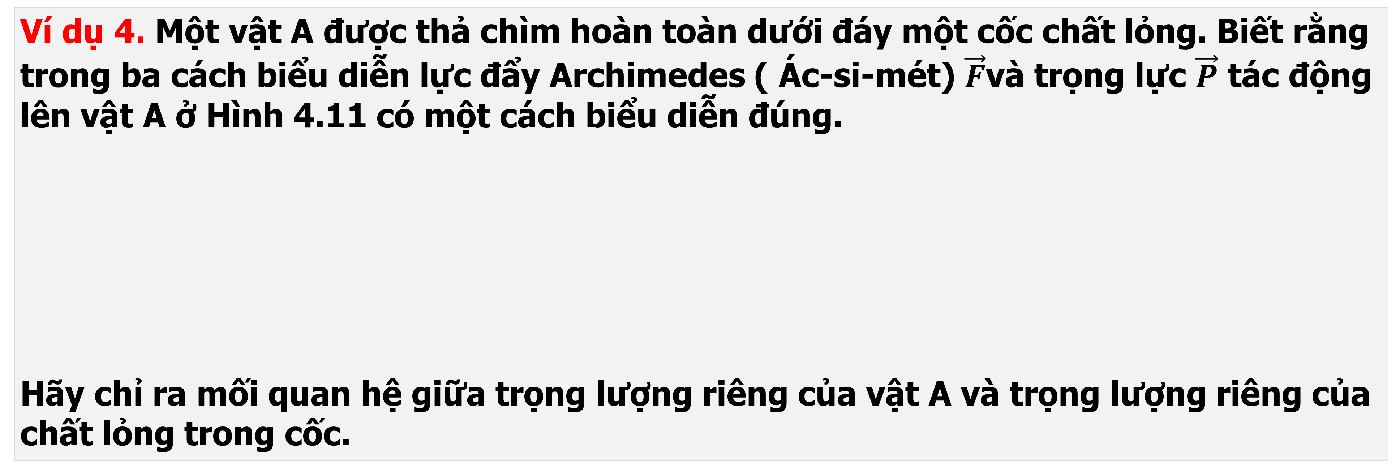 Ví dụ 4. Một vật A được thả chìm hoàn toàn dưới đáy một cốc chất lỏng. Biết rằng
trong ba cách biểu diễn lực đẩy Archimedes ( Ác-si-mét) $\vec{F}$và trọng lực $\vec{P}$ tác động
lên vật A ở Hình 4.11 có một cách biểu diễn đúng.
Hãy chỉ ra mối quan hệ giữa trọng lượng riêng của vật A và trọng lượng riêng của
chất lỏng trong cốc.